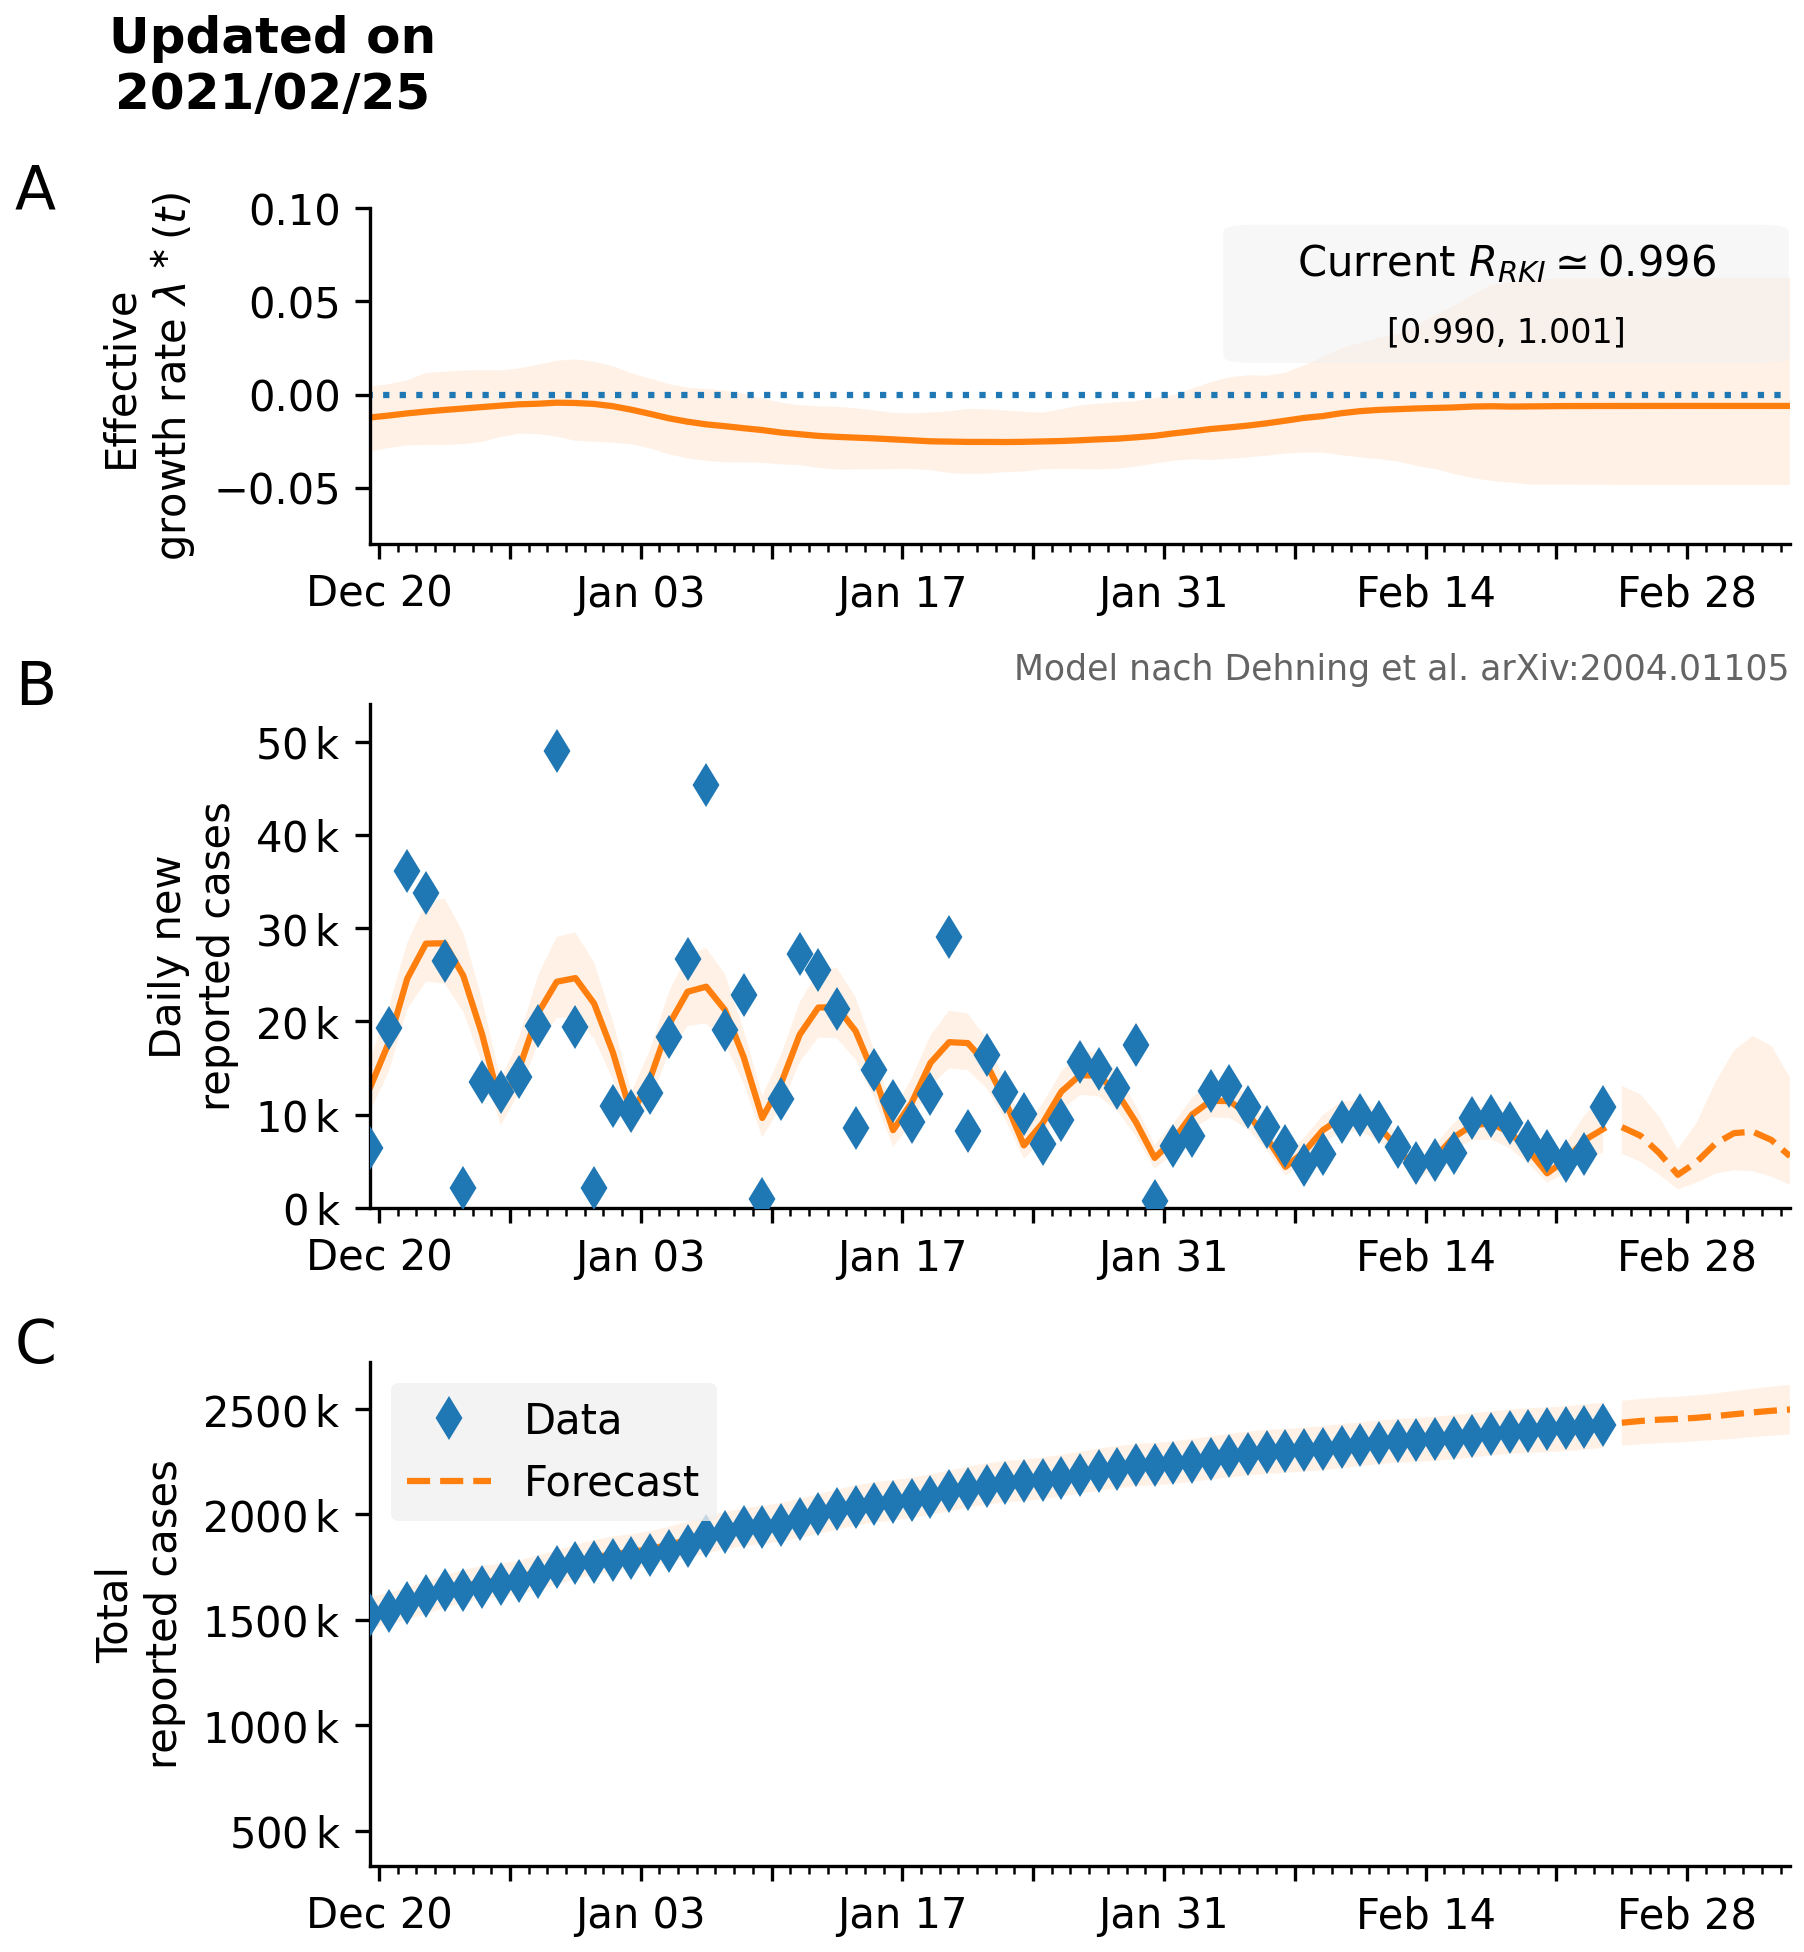 Updated on
2021/02/25
A
Effective
growth rate λ * (t)
0.10
0.05
0.00
−0.05
Current R_RKI ≃ 0.996
[0.990, 1.001]
Dec 20
Jan 03
Jan 17
Jan 31
Feb 14
Feb 28
Model nach Dehning et al. arXiv:2004.01105
B
Daily new
reported cases
50 k
40 k
30 k
20 k
10 k
0 k
Dec 20
Jan 03
Jan 17
Jan 31
Feb 14
Feb 28
C
Total
reported cases
2500 k
2000 k
1500 k
1000 k
500 k
Data
Forecast
Dec 20
Jan 03
Jan 17
Jan 31
Feb 14
Feb 28